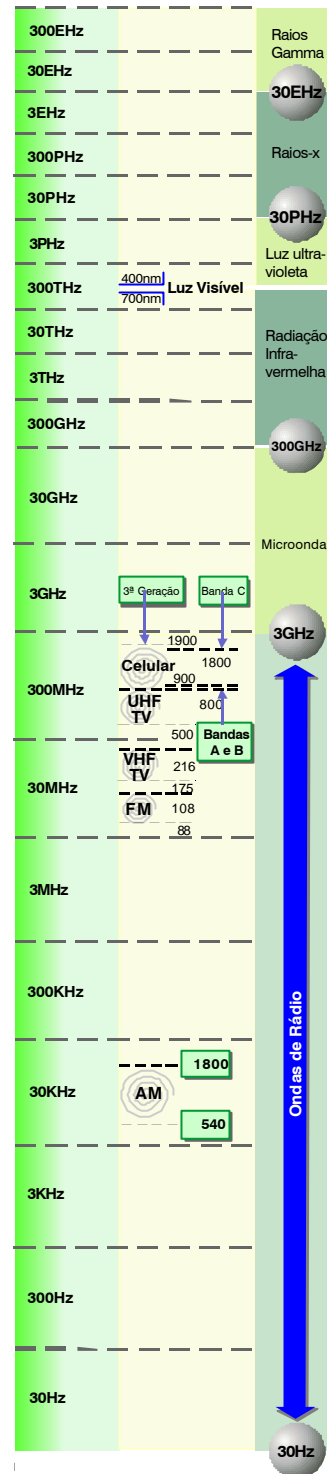 300EHz
30EHz
3EHz
300PHz
30PHz
3PHz
300THz
30THz
3THz
300GHz
30GHz
3GHz
300MHz
30MHz
3MHz
300KHz
30KHz
3KHz
300Hz
30Hz
400nm
700nm
Luz Visível
3ª Geração
Banda C
1900
Celular
1800
900
UHF
TV
800
500
Bandas
A e B
VHF
TV
216
175
FM
108
88
1800
AM
540
Raios
Gamma
30EHz
Raios-x
30PHz
Luz ultra-
violeta
Radiação
Infra-
vermelha
300GHz
Microonda
3GHz
Ondas de Rádio
30Hz